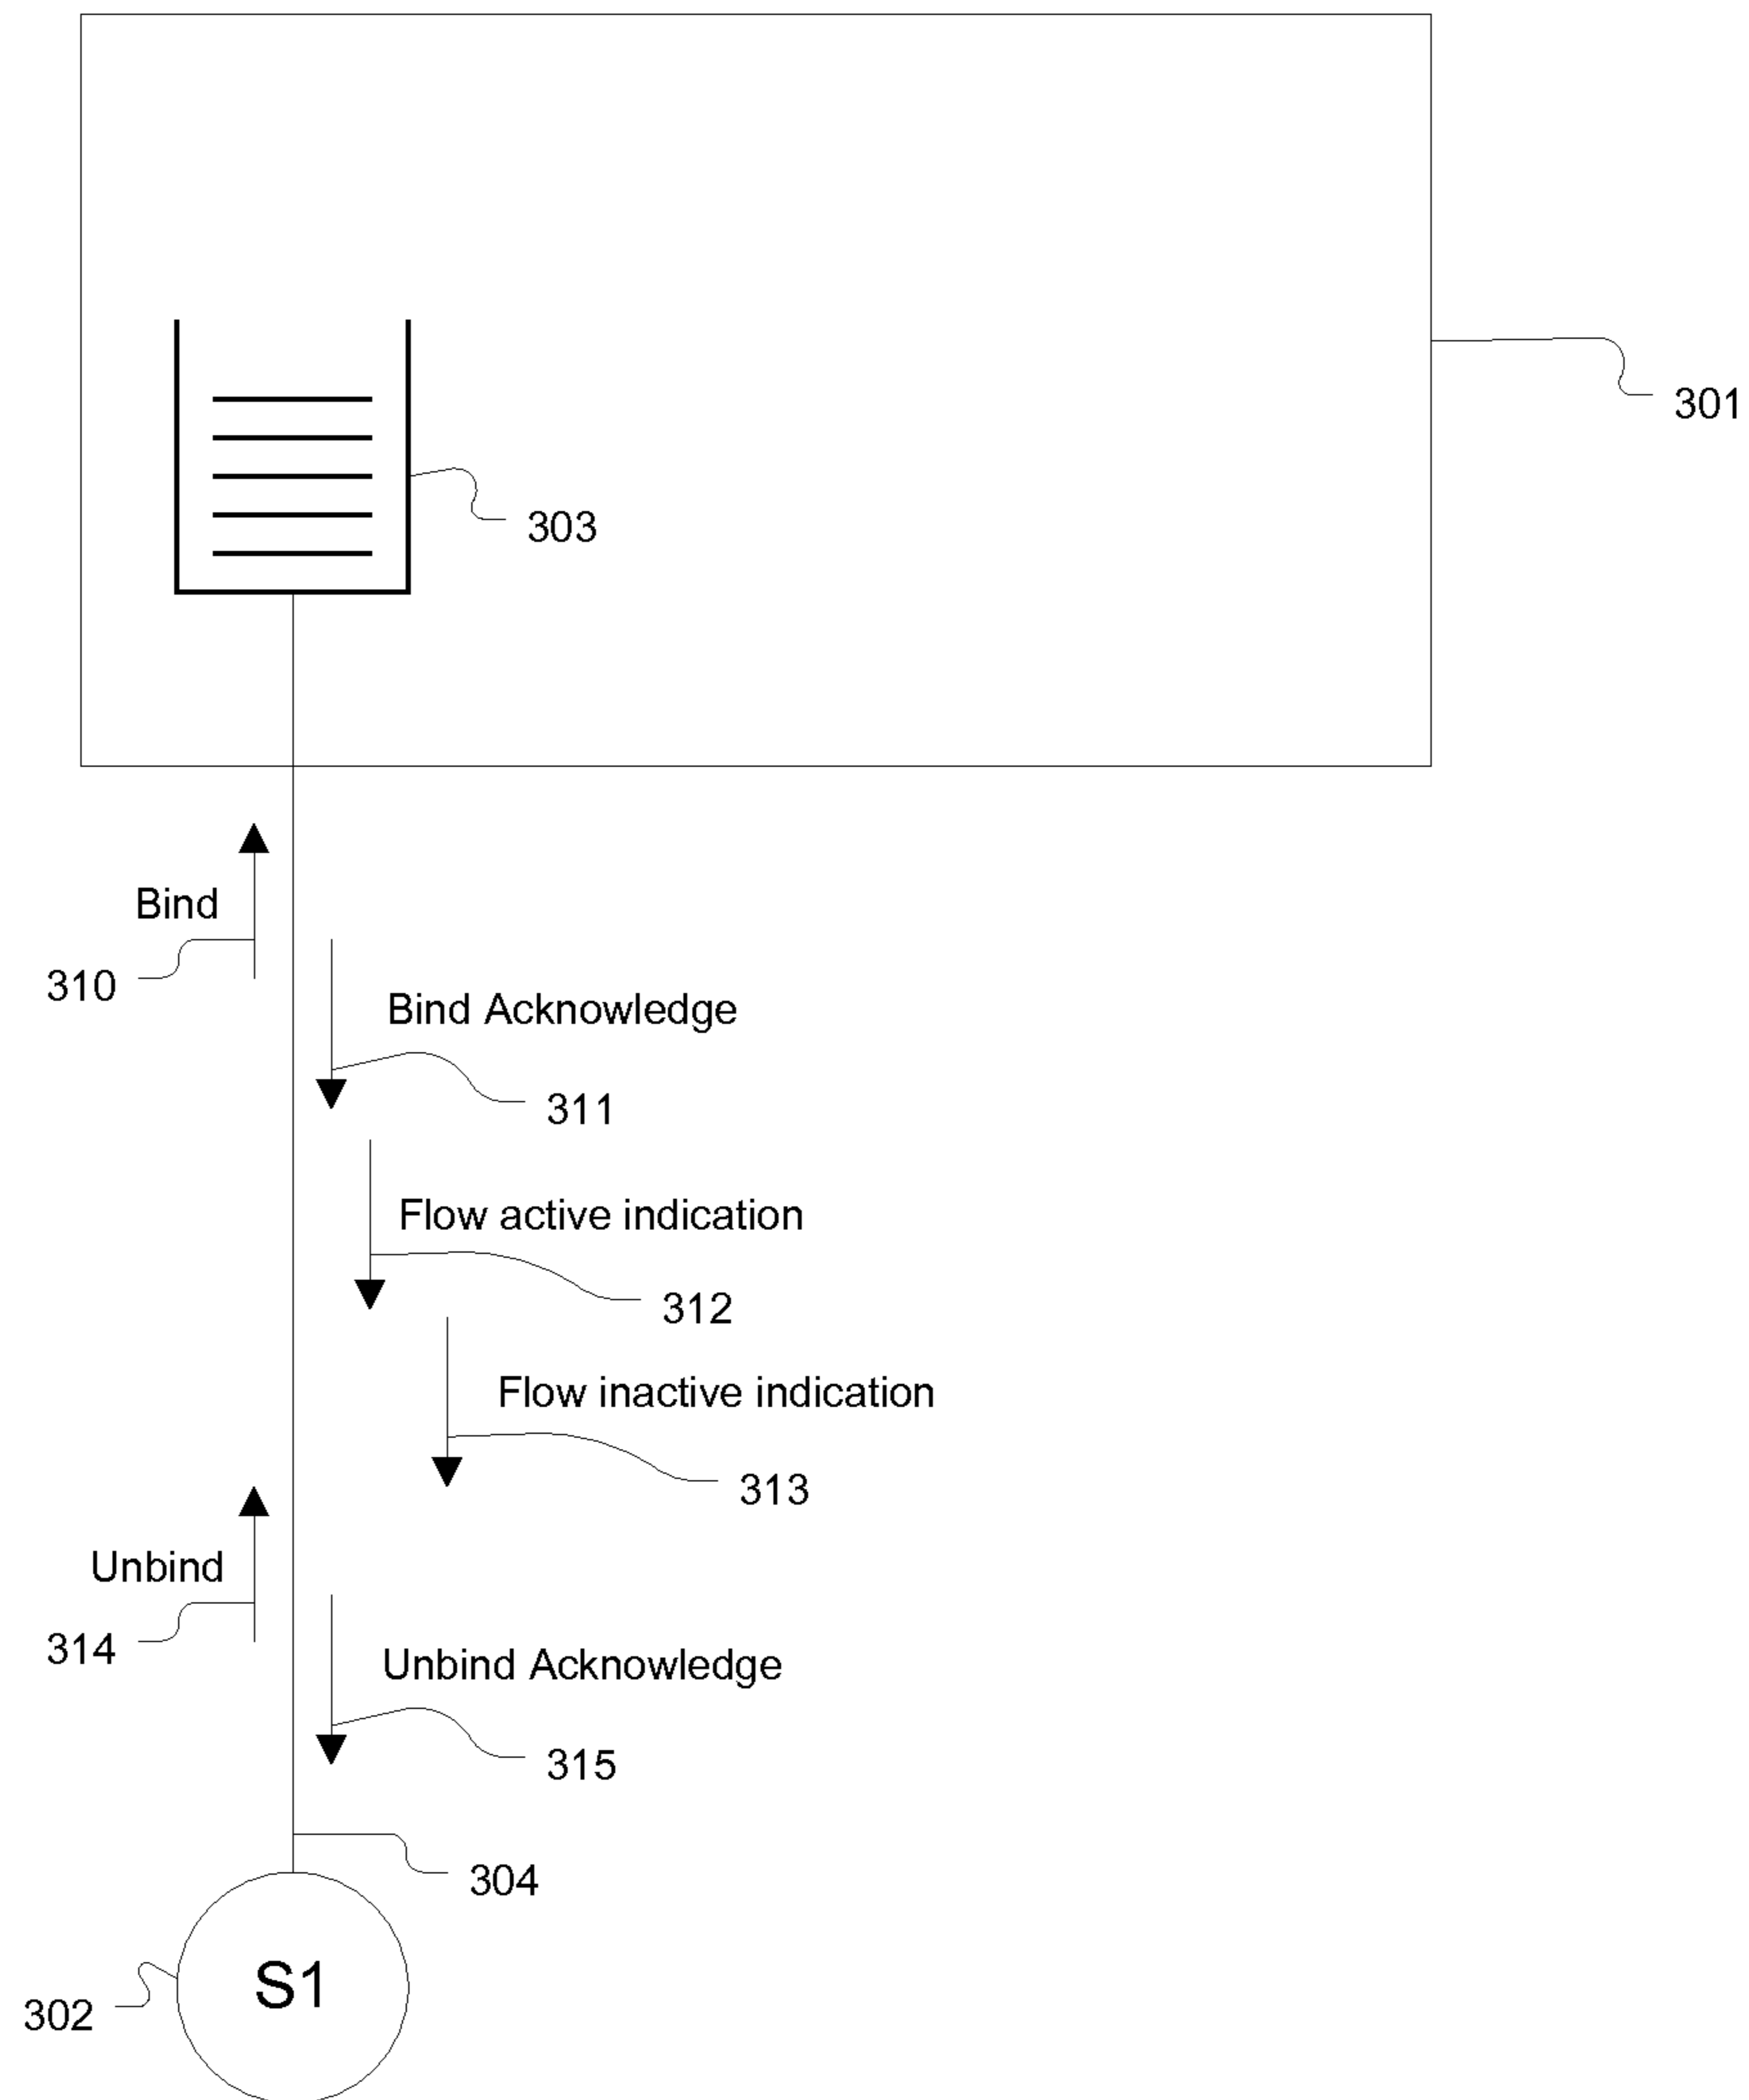 301
303
Bind
310
Bind Acknowledge
311
Flow active indication
312
Flow inactive indication
313
Unbind
314
Unbind Acknowledge
315
304
S1
302